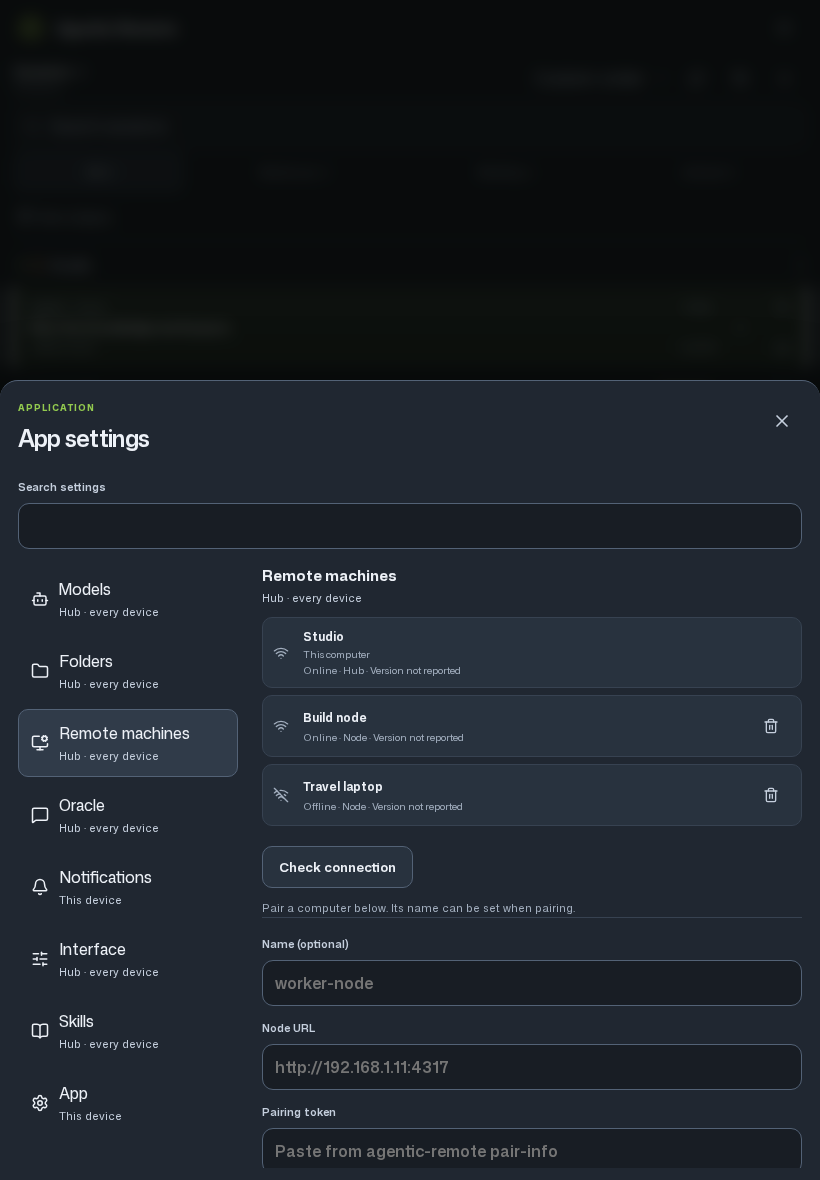 APPLICATION
App settings
Search settings
Models
Hub · every device
Folders
Hub · every device
Remote machines
Hub · every device
Oracle
Hub · every device
Notifications
This device
Interface
Hub · every device
Skills
Hub · every device
App
This device
Remote machines
Hub · every device
Studio
This computer
Online · Hub · Version not reported
Build node
Online · Node · Version not reported
Travel laptop
Offline · Node · Version not reported
Check connection
Pair a computer below. Its name can be set when pairing.
Name (optional)
worker-node
Node URL
http://192.168.1.11:4317
Pairing token
Paste from agentic-remote pair-info